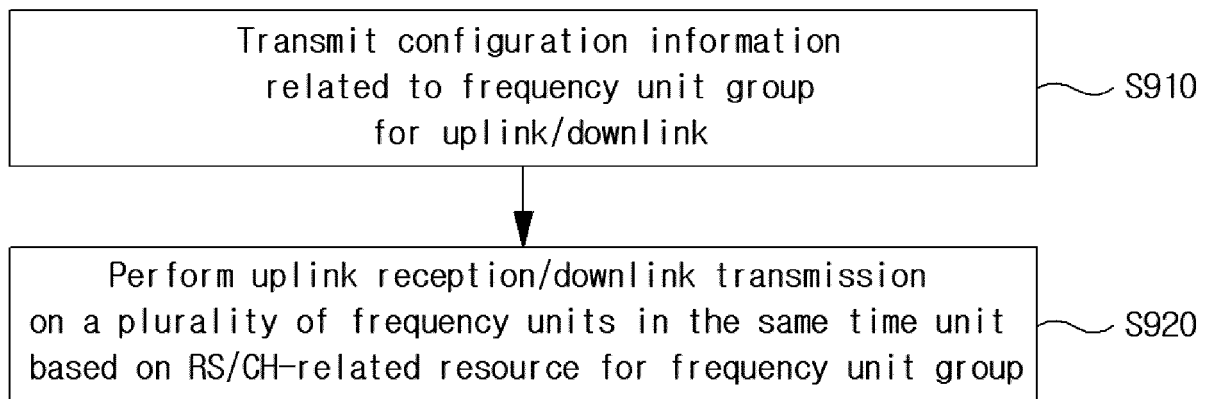 Transmit configuration information
related to frequency unit group
for uplink/downlink
S910
Perform uplink reception/downlink transmission
on a plurality of frequency units in the same time unit
based on RS/CH-related resource for frequency unit group
S920